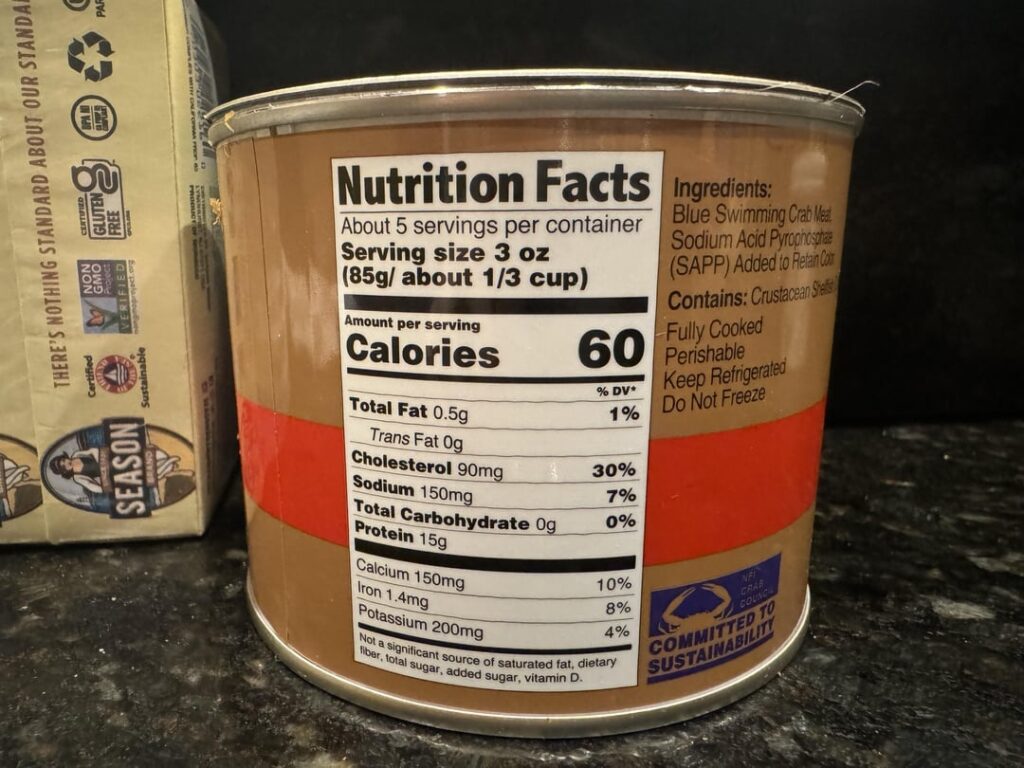 THERE'S NOTHING STANDARD ABOUT OUR STANDA
CERTIFIED
GLUTEN
FREE
NON
GMO
Project
VERIFIED
nongmoproject.org
Certified
Sustainable
SEASON
BRAND
Nutrition Facts
About 5 servings per container
Serving size 3 oz
(85g/ about 1/3 cup)
Amount per serving
Calories 60
% DV*
Total Fat 0.5g 1%
Trans Fat 0g
Cholesterol 90mg 30%
Sodium 150mg 7%
Total Carbohydrate 0g 0%
Protein 15g
Calcium 150mg 10%
Iron 1.4mg 8%
Potassium 200mg 4%
Not a significant source of saturated fat, dietary
fiber, total sugar, added sugar, vitamin D.
Ingredients:
Blue Swimming Crab Meat,
Sodium Acid Pyrophosphate
(SAPP) Added to Retain Color
Contains: Crustacean Shellfish
Fully Cooked
Perishable
Keep Refrigerated
Do Not Freeze
NFI
CRAB
COUNCIL
COMMITTED TO
SUSTAINABILITY